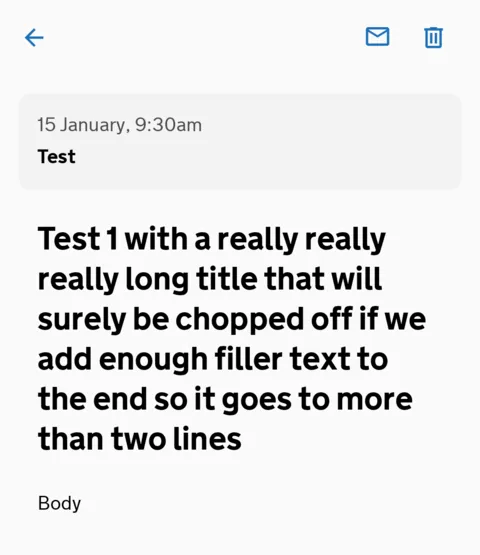 15 January, 9:30am
Test
Test 1 with a really really
really long title that will
surely be chopped off if we
add enough filler text to
the end so it goes to more
than two lines
Body